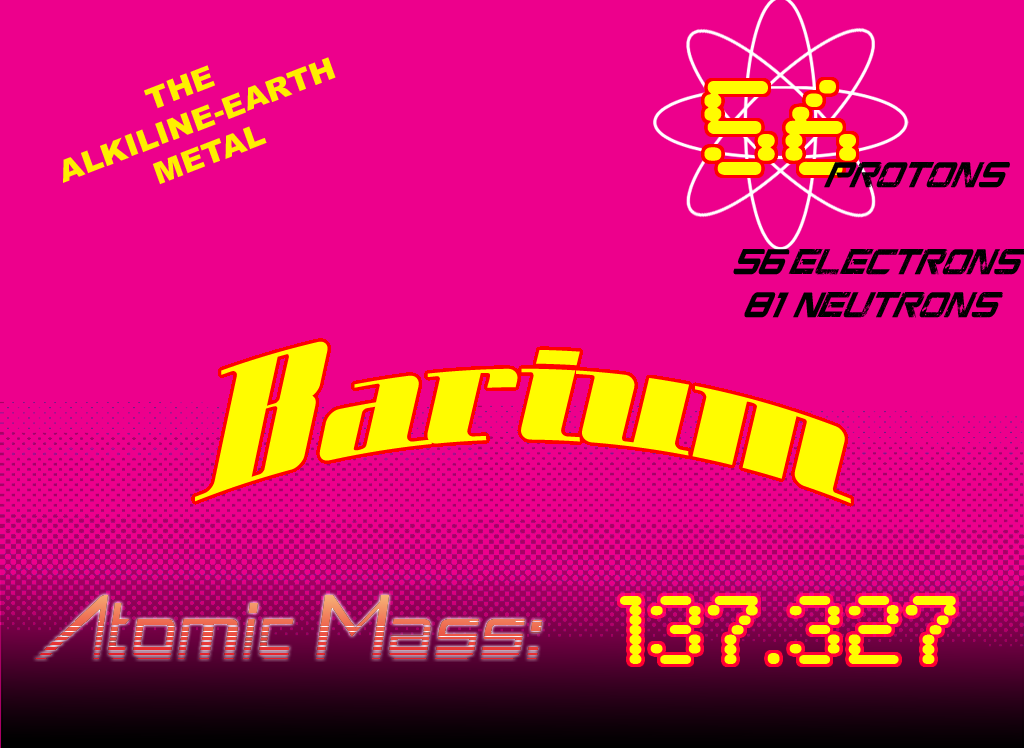 THE
ALKILINE-EARTH
METAL
56
PROTONS
56 ELECTRONS
81 NEUTRONS
Barium
Atomic Mass: 137.327